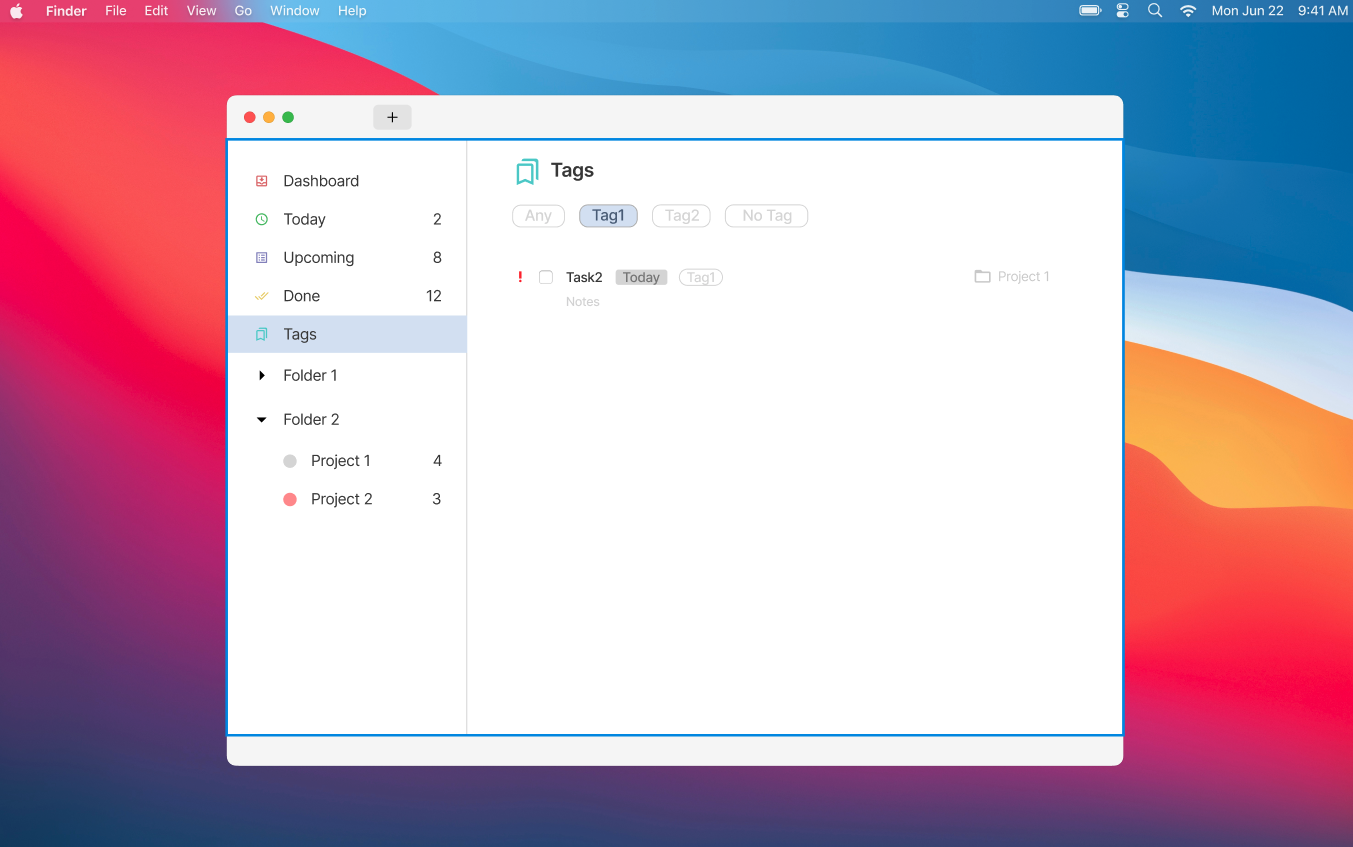 Finder File Edit View Go Window Help Mon Jun 22 9:41 AM
+
Dashboard
Today 2
Upcoming 8
Done 12
Tags
Folder 1
Folder 2
Project 1 4
Project 2 3
Tags
Any Tag1 Tag2 No Tag
! Task2 Today Tag1 Project 1
Notes